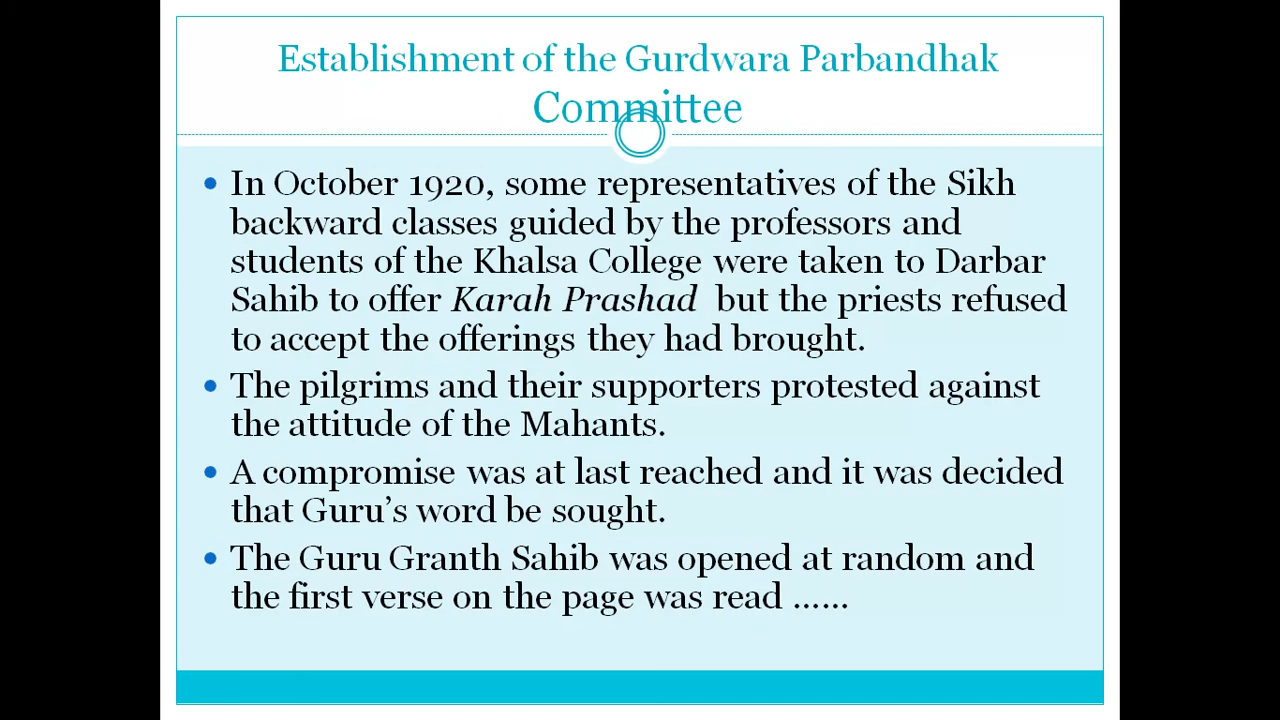 Establishment of the Gurdwara Parbandhak
Committee
• In October 1920, some representatives of the Sikh
backward classes guided by the professors and
students of the Khalsa College were taken to Darbar
Sahib to offer Karah Prashad but the priests refused
to accept the offerings they had brought.
• The pilgrims and their supporters protested against
the attitude of the Mahants.
• A compromise was at last reached and it was decided
that Guru’s word be sought.
• The Guru Granth Sahib was opened at random and
the first verse on the page was read ……